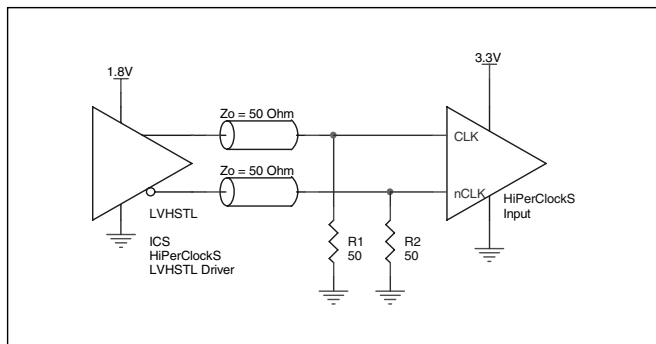 1.8V
3.3V
Zo = 50 Ohm
CLK
Zo = 50 Ohm
nCLK
HiPerClockS
Input
LVHSTL
ICS
HiPerClockS
LVHSTL Driver
R1
50
R2
50